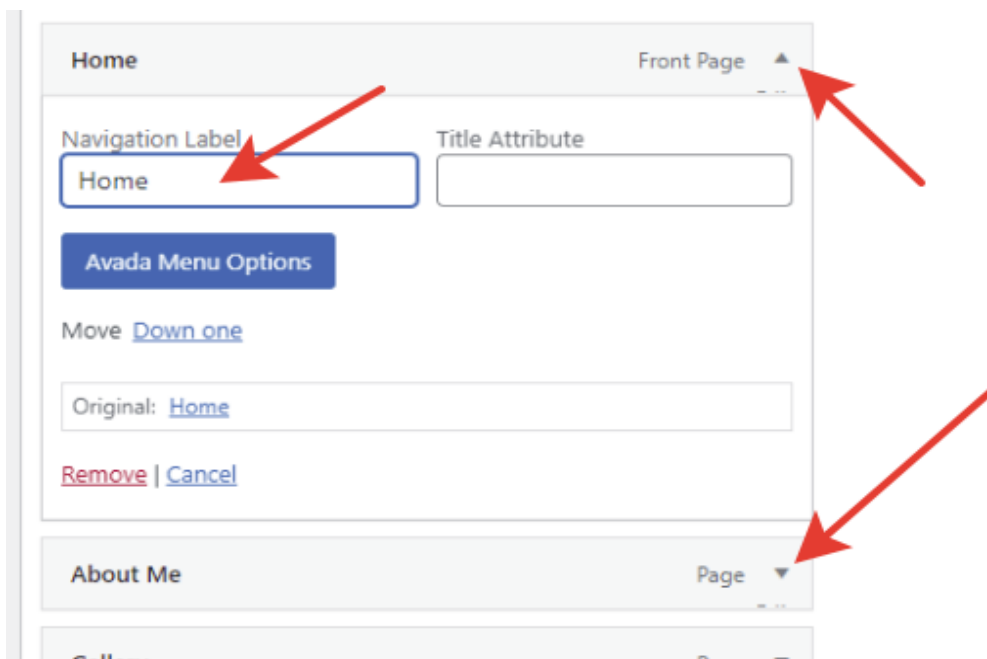 Home Front Page
Navigation Label Title Attribute
Home
Avada Menu Options
Move Down one
Original: Home
Remove | Cancel
About Me Page